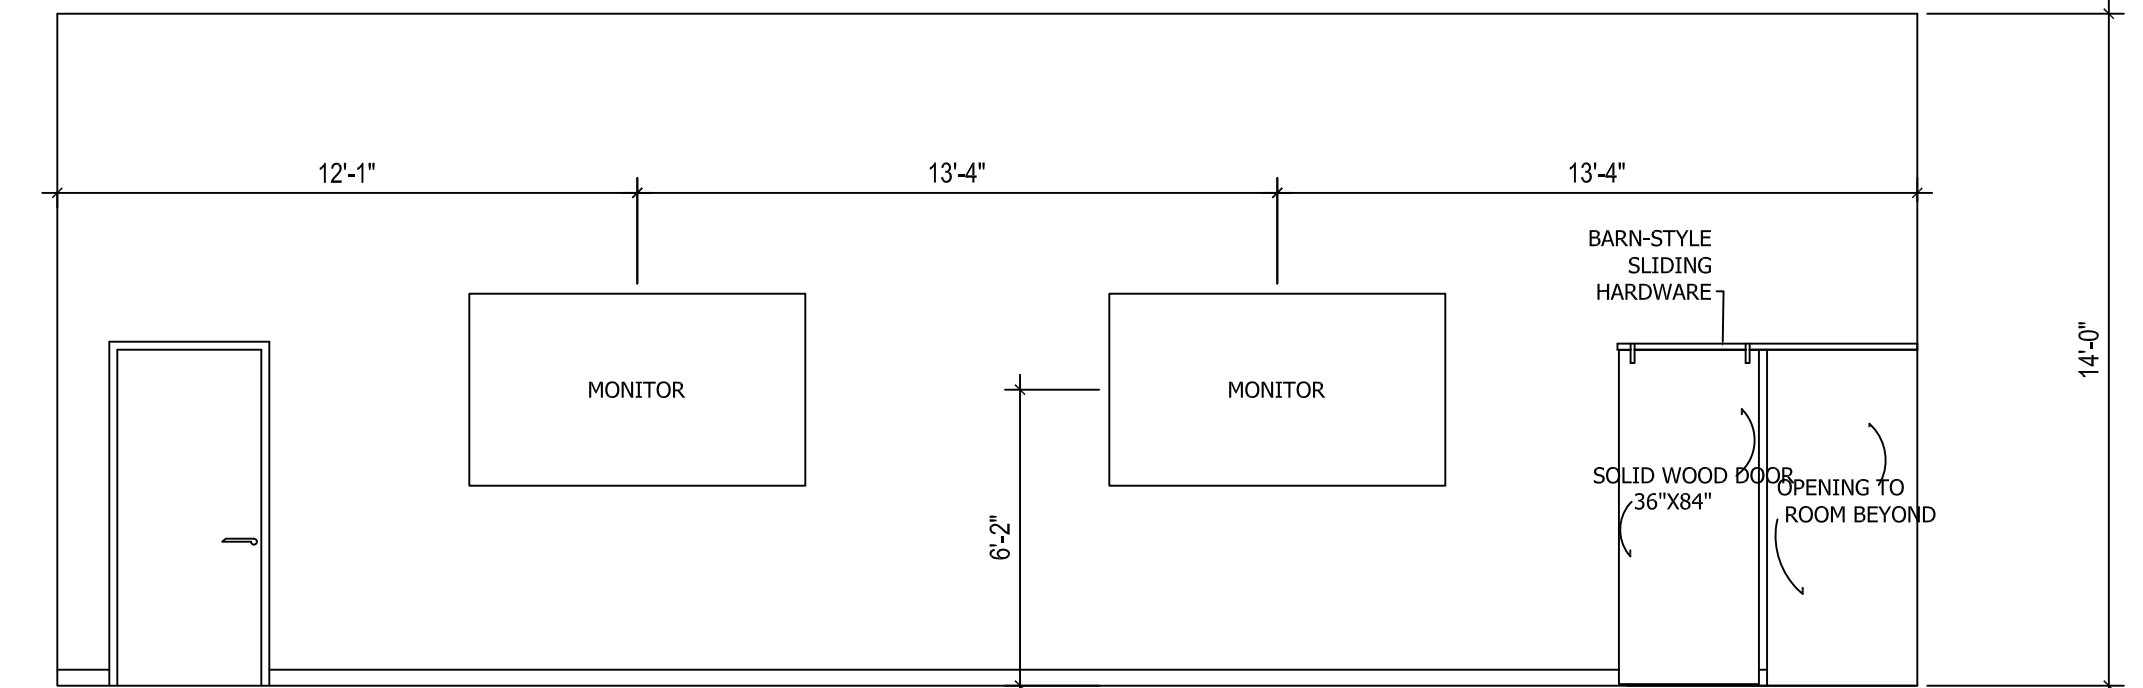 12'-1"
13'-4"
13'-4"
BARN-STYLE
SLIDING
HARDWARE
14'-0"
MONITOR
MONITOR
SOLID WOOD DOOR
36"X84"
OPENING TO
ROOM BEYOND
6'-2"